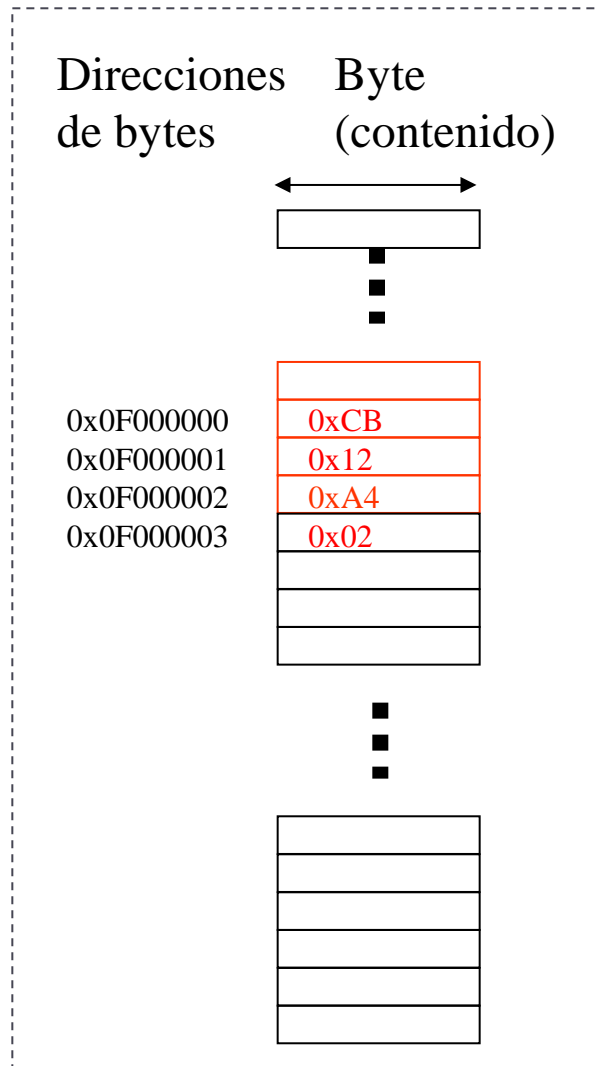 Direcciones Byte
de bytes (contenido)
0x0F000000 0xCB
0x0F000001 0x12
0x0F000002 0xA4
0x0F000003 0x02